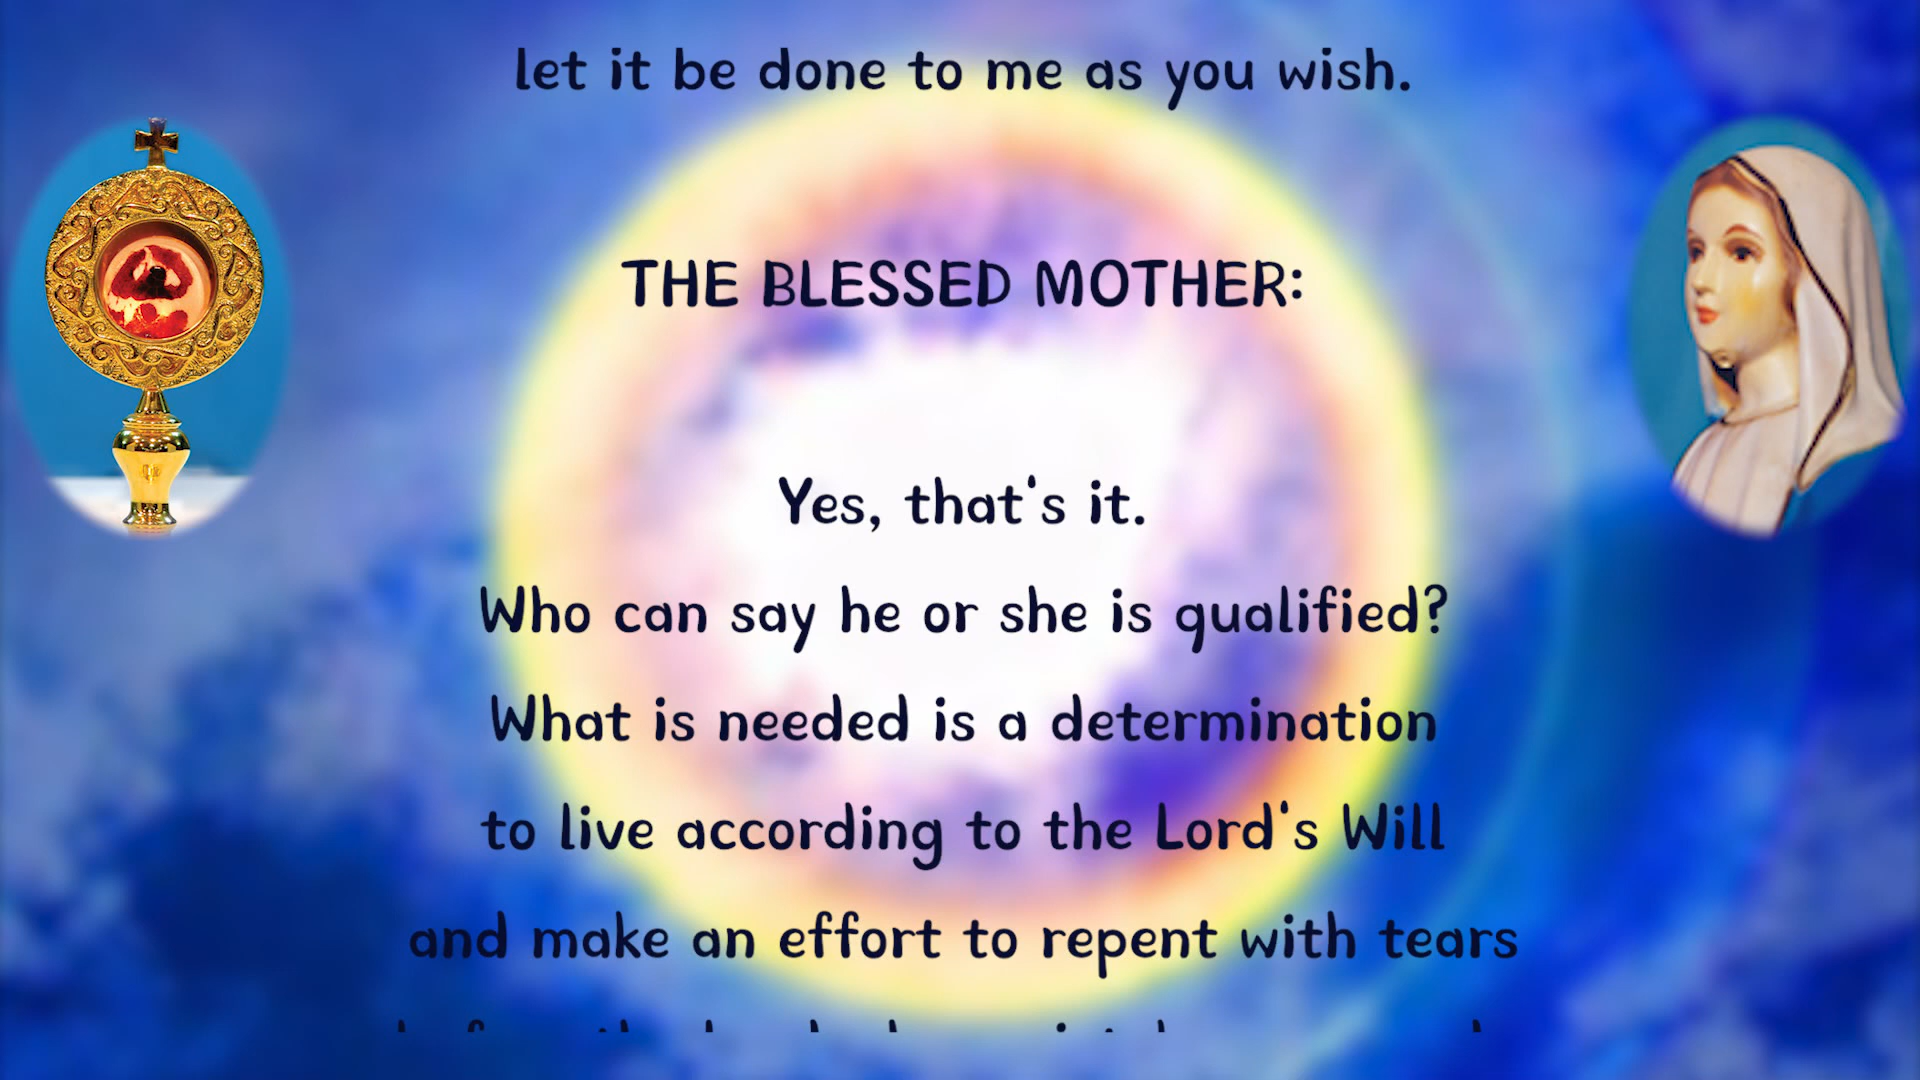 let it be done to me as you wish.
THE BLESSED MOTHER:
Yes, that's it.
Who can say he or she is qualified?
What is needed is a determination
to live according to the Lord's Will
and make an effort to repent with tears